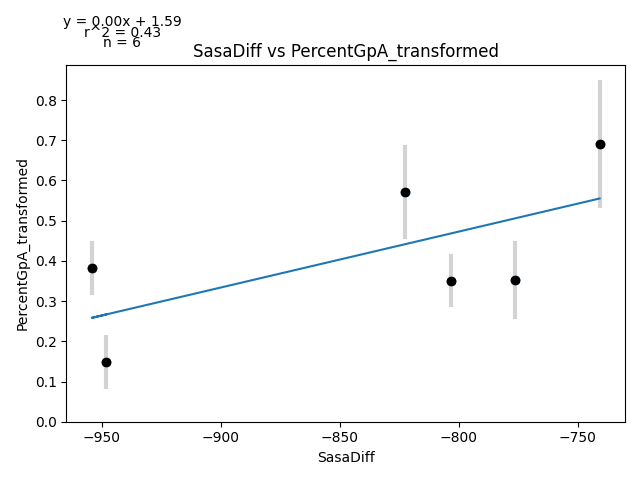 y = 0.00x + 1.59
r^2 = 0.43
n = 6
SasaDiff vs PercentGpA_transformed
PercentGpA_transformed
0.8
0.7
0.6
0.5
0.4
0.3
0.2
0.1
0.0
−950
−900
−850
−800
−750
SasaDiff